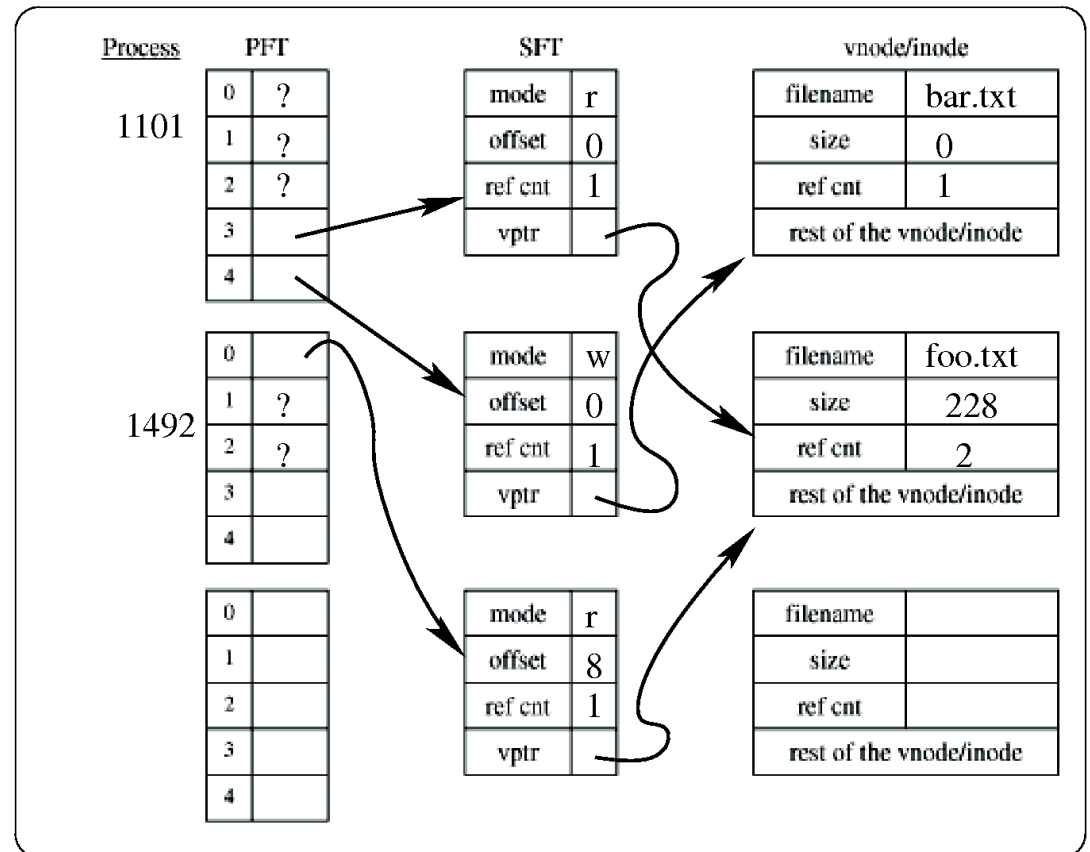 Process PFT SFT vnode/inode
1101
0 ?
1 ?
2 ?
3
4
mode r
offset 0
ref cnt 1
vptr
filename bar.txt
size 0
ref cnt 1
rest of the vnode/inode
1492
0
1 ?
2 ?
3
4
mode w
offset 0
ref cnt 1
vptr
filename foo.txt
size 228
ref cnt 2
rest of the vnode/inode
0
1
2
3
4
mode r
offset 8
ref cnt 1
vptr
filename
size
ref cnt
rest of the vnode/inode